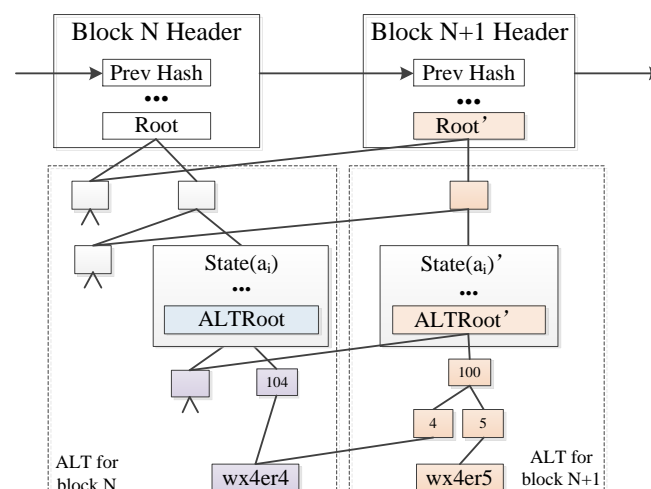 Block N Header
Block N+1 Header
Prev Hash
Prev Hash
•••
•••
Root
Root’
State(aᵢ)
State(aᵢ)’
•••
•••
ALTRoot
ALTRoot’
104
100
4
5
ALT for
block N
wx4er4
wx4er5
ALT for
block N+1